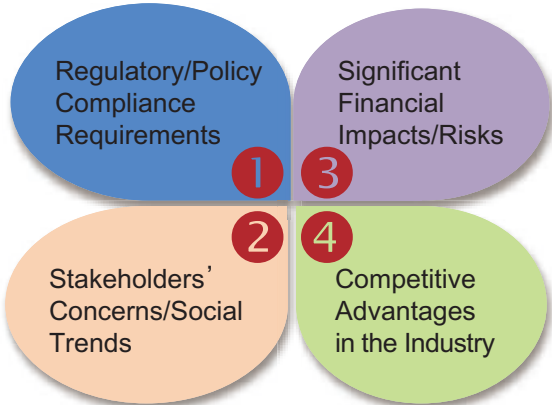 Regulatory/Policy
Compliance
Requirements
1
Stakeholders’
Concerns/Social
Trends
2
Significant
Financial
Impacts/Risks
3
Competitive
Advantages
in the Industry
4